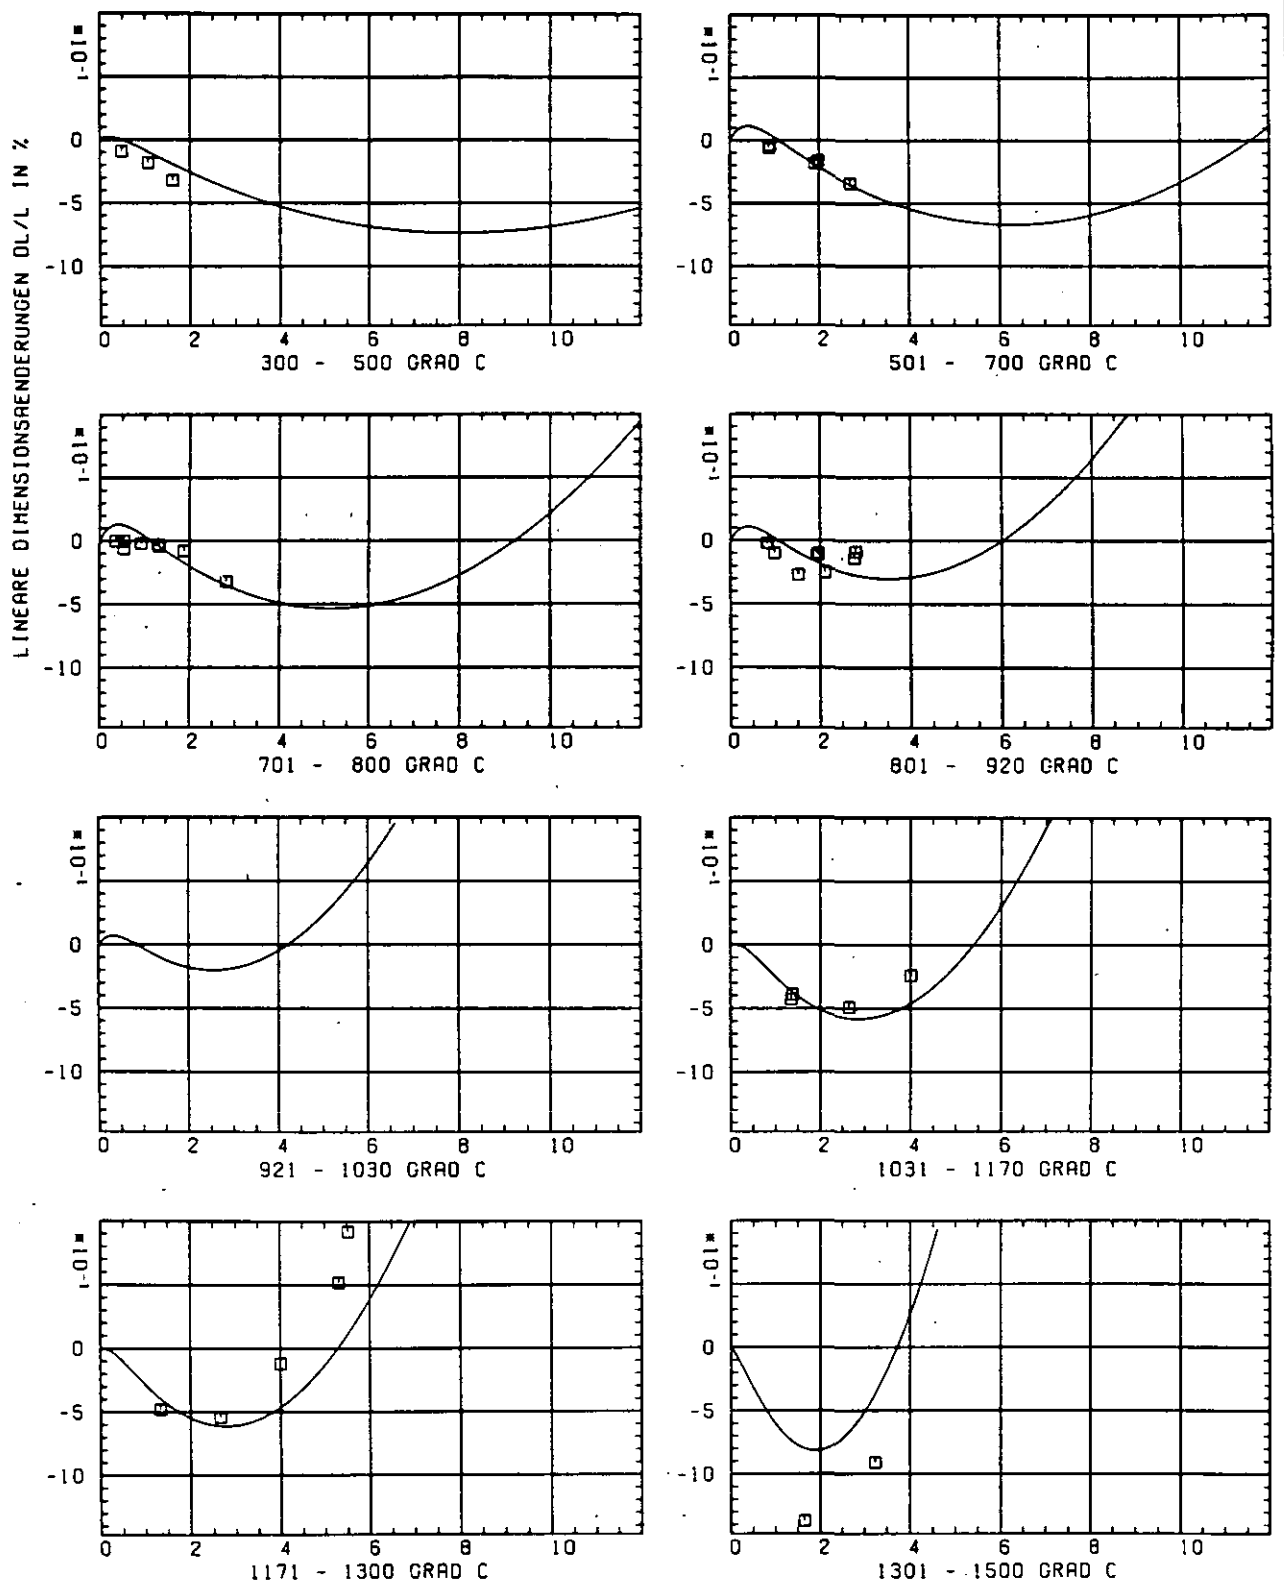 LINEARE DIMENSIONSAENDERUNGEN DL/L IN %
*10-1
0
-5
-10
0 2 4 6 8 10
300 - 500 GRAD C
*10-1
0
-5
-10
0 2 4 6 8 10
501 - 700 GRAD C
*10-1
0
-5
-10
0 2 4 6 8 10
701 - 800 GRAD C
*10-1
0
-5
-10
0 2 4 6 8 10
801 - 920 GRAD C
*10-1
0
-5
-10
0 2 4 6 8 10
921 - 1030 GRAD C
*10-1
0
-5
-10
0 2 4 6 8 10
1031 - 1170 GRAD C
*10-1
0
-5
-10
0 2 4 6 8 10
1171 - 1300 GRAD C
*10-1
0
-5
-10
0 2 4 6 8 10
1301 - 1500 GRAD C